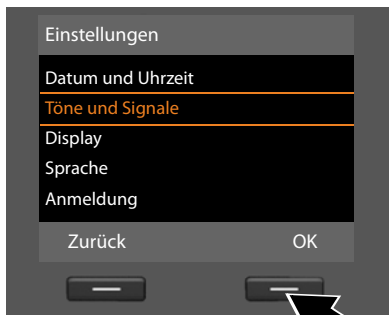 Einstellungen
Datum und Uhrzeit
Töne und Signale
Display
Sprache
Anmeldung
Zurück OK